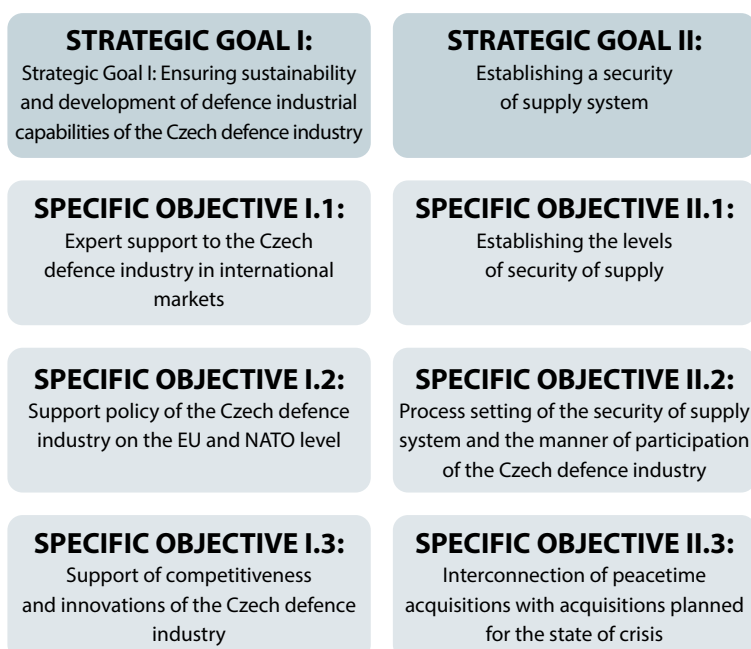 STRATEGIC GOAL I:
Strategic Goal I: Ensuring sustainability
and development of defence industrial
capabilities of the Czech defence industry
STRATEGIC GOAL II:
Establishing a security
of supply system
SPECIFIC OBJECTIVE I.1:
Expert support to the Czech
defence industry in international
markets
SPECIFIC OBJECTIVE II.1:
Establishing the levels
of security of supply
SPECIFIC OBJECTIVE I.2:
Support policy of the Czech defence
industry on the EU and NATO level
SPECIFIC OBJECTIVE II.2:
Process setting of the security of supply
system and the manner of participation
of the Czech defence industry
SPECIFIC OBJECTIVE I.3:
Support of competitiveness
and innovations of the Czech defence
industry
SPECIFIC OBJECTIVE II.3:
Interconnection of peacetime
acquisitions with acquisitions planned
for the state of crisis